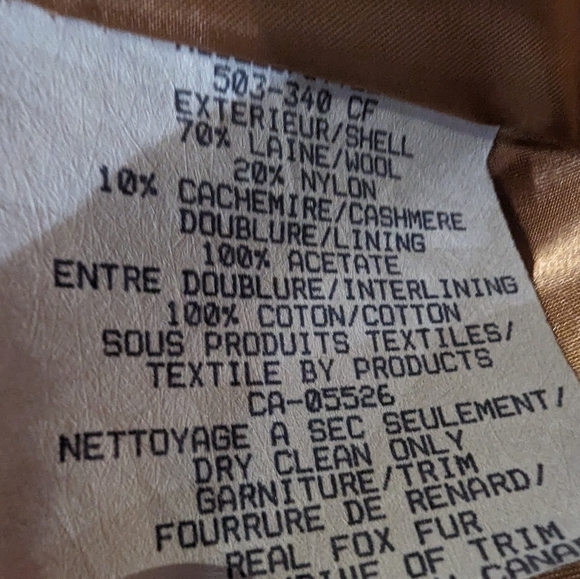 503-340 CF
EXTERIEUR/SHELL
70% LAINE/WOOL
20% NYLON
10% CACHEMIRE/CASHMERE
DOUBLURE/LINING
100% ACETATE
ENTRE DOUBLURE/INTERLINING
100% COTON/COTTON
SOUS PRODUITS TEXTILES/
TEXTILE BY PRODUCTS
CA-05526
NETTOYAGE A SEC SEULEMENT/
DRY CLEAN ONLY
GARNITURE/TRIM
FOURRURE DE RENARD/
REAL FOX FUR
OF TRIM